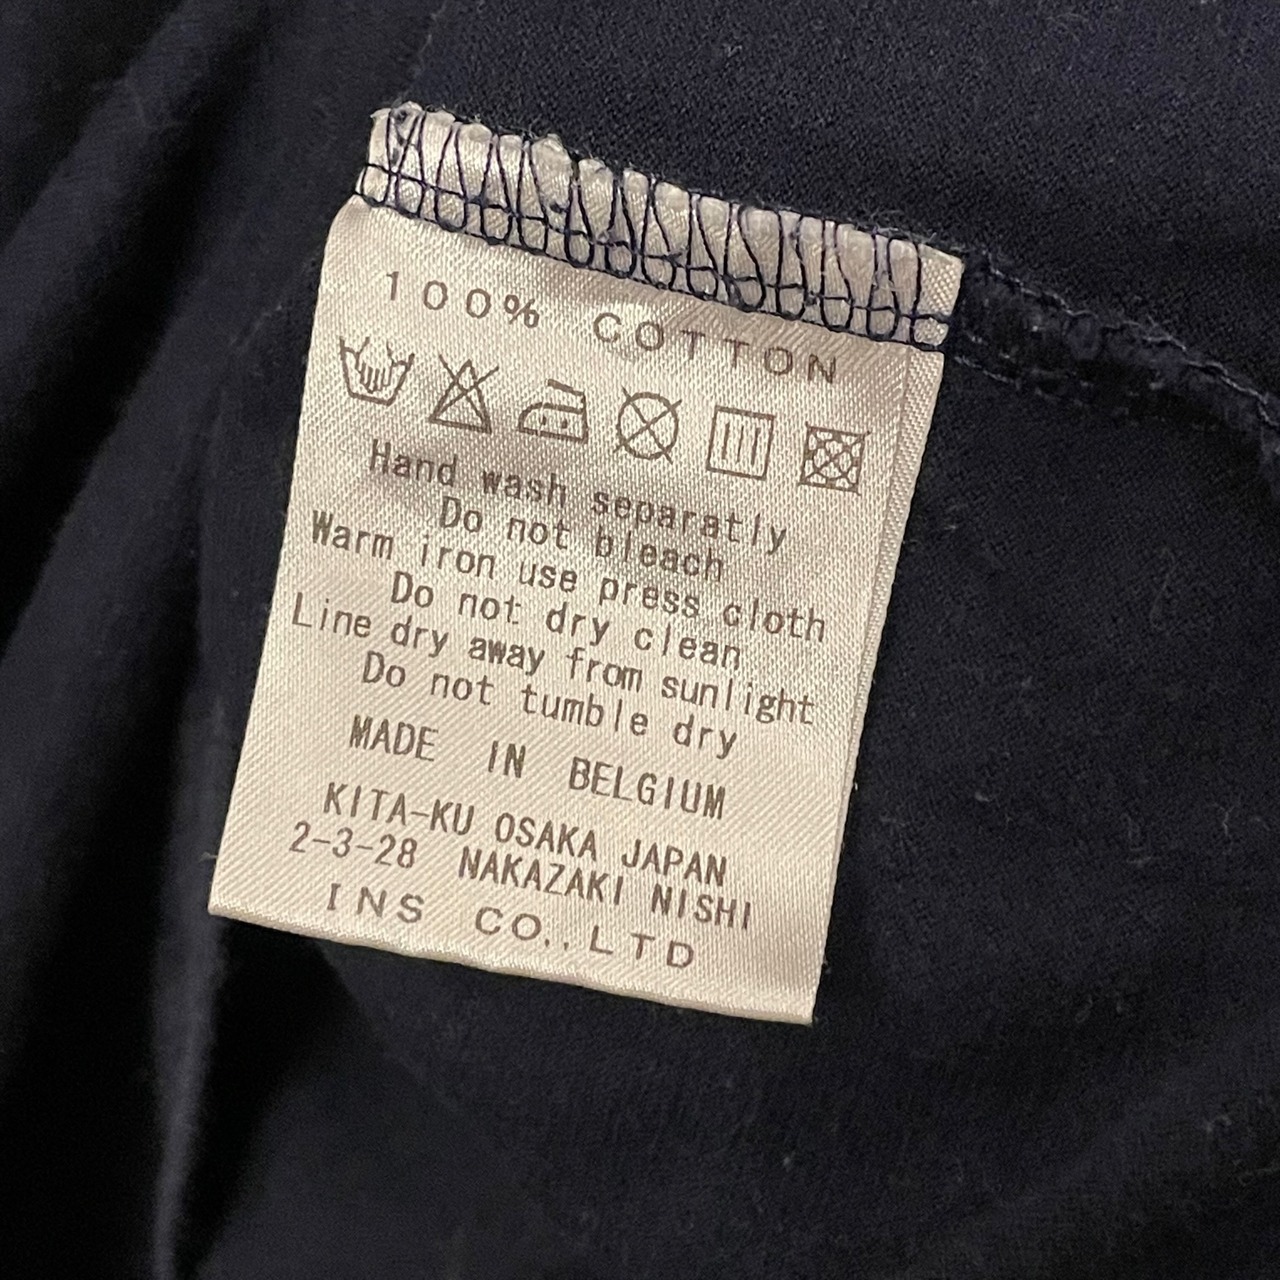 100% COTTON
Hand wash separatly
Do not bleach
Warm iron use press cloth
Do not dry clean
Line dry away from sunlight
Do not tumble dry
MADE IN BELGIUM
KITA-KU OSAKA JAPAN
2-3-28 NAKAZAKI NISHI
INS CO.,LTD